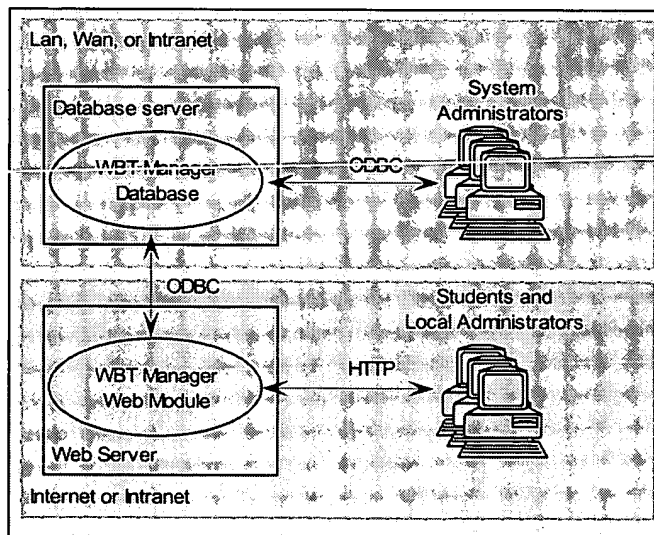 Lan, Wan, or Intranet
Database server
WBT Manager
Database
ODBC
System
Administrators
ODBC
Students and
Local Administrators
WBT Manager
Web Module
HTTP
Web Server
Internet or Intranet